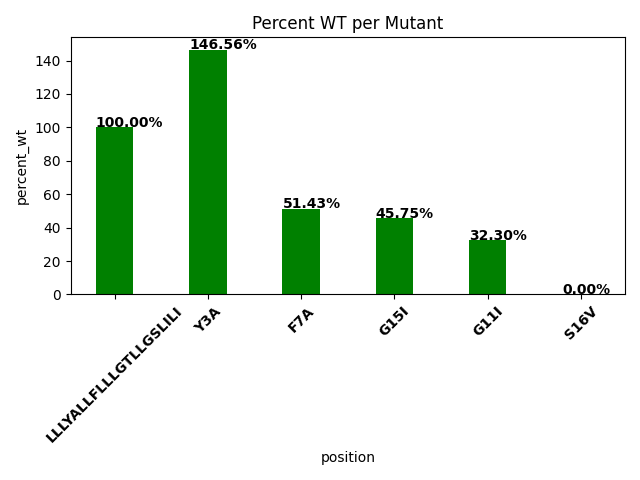 Percent WT per Mutant
percent_wt
140
120
100
80
60
40
20
0
100.00%
146.56%
51.43%
45.75%
32.30%
0.00%
LLLYALLFLLLGTLLGSLILI
Y3A
F7A
G15I
G11I
S16V
position